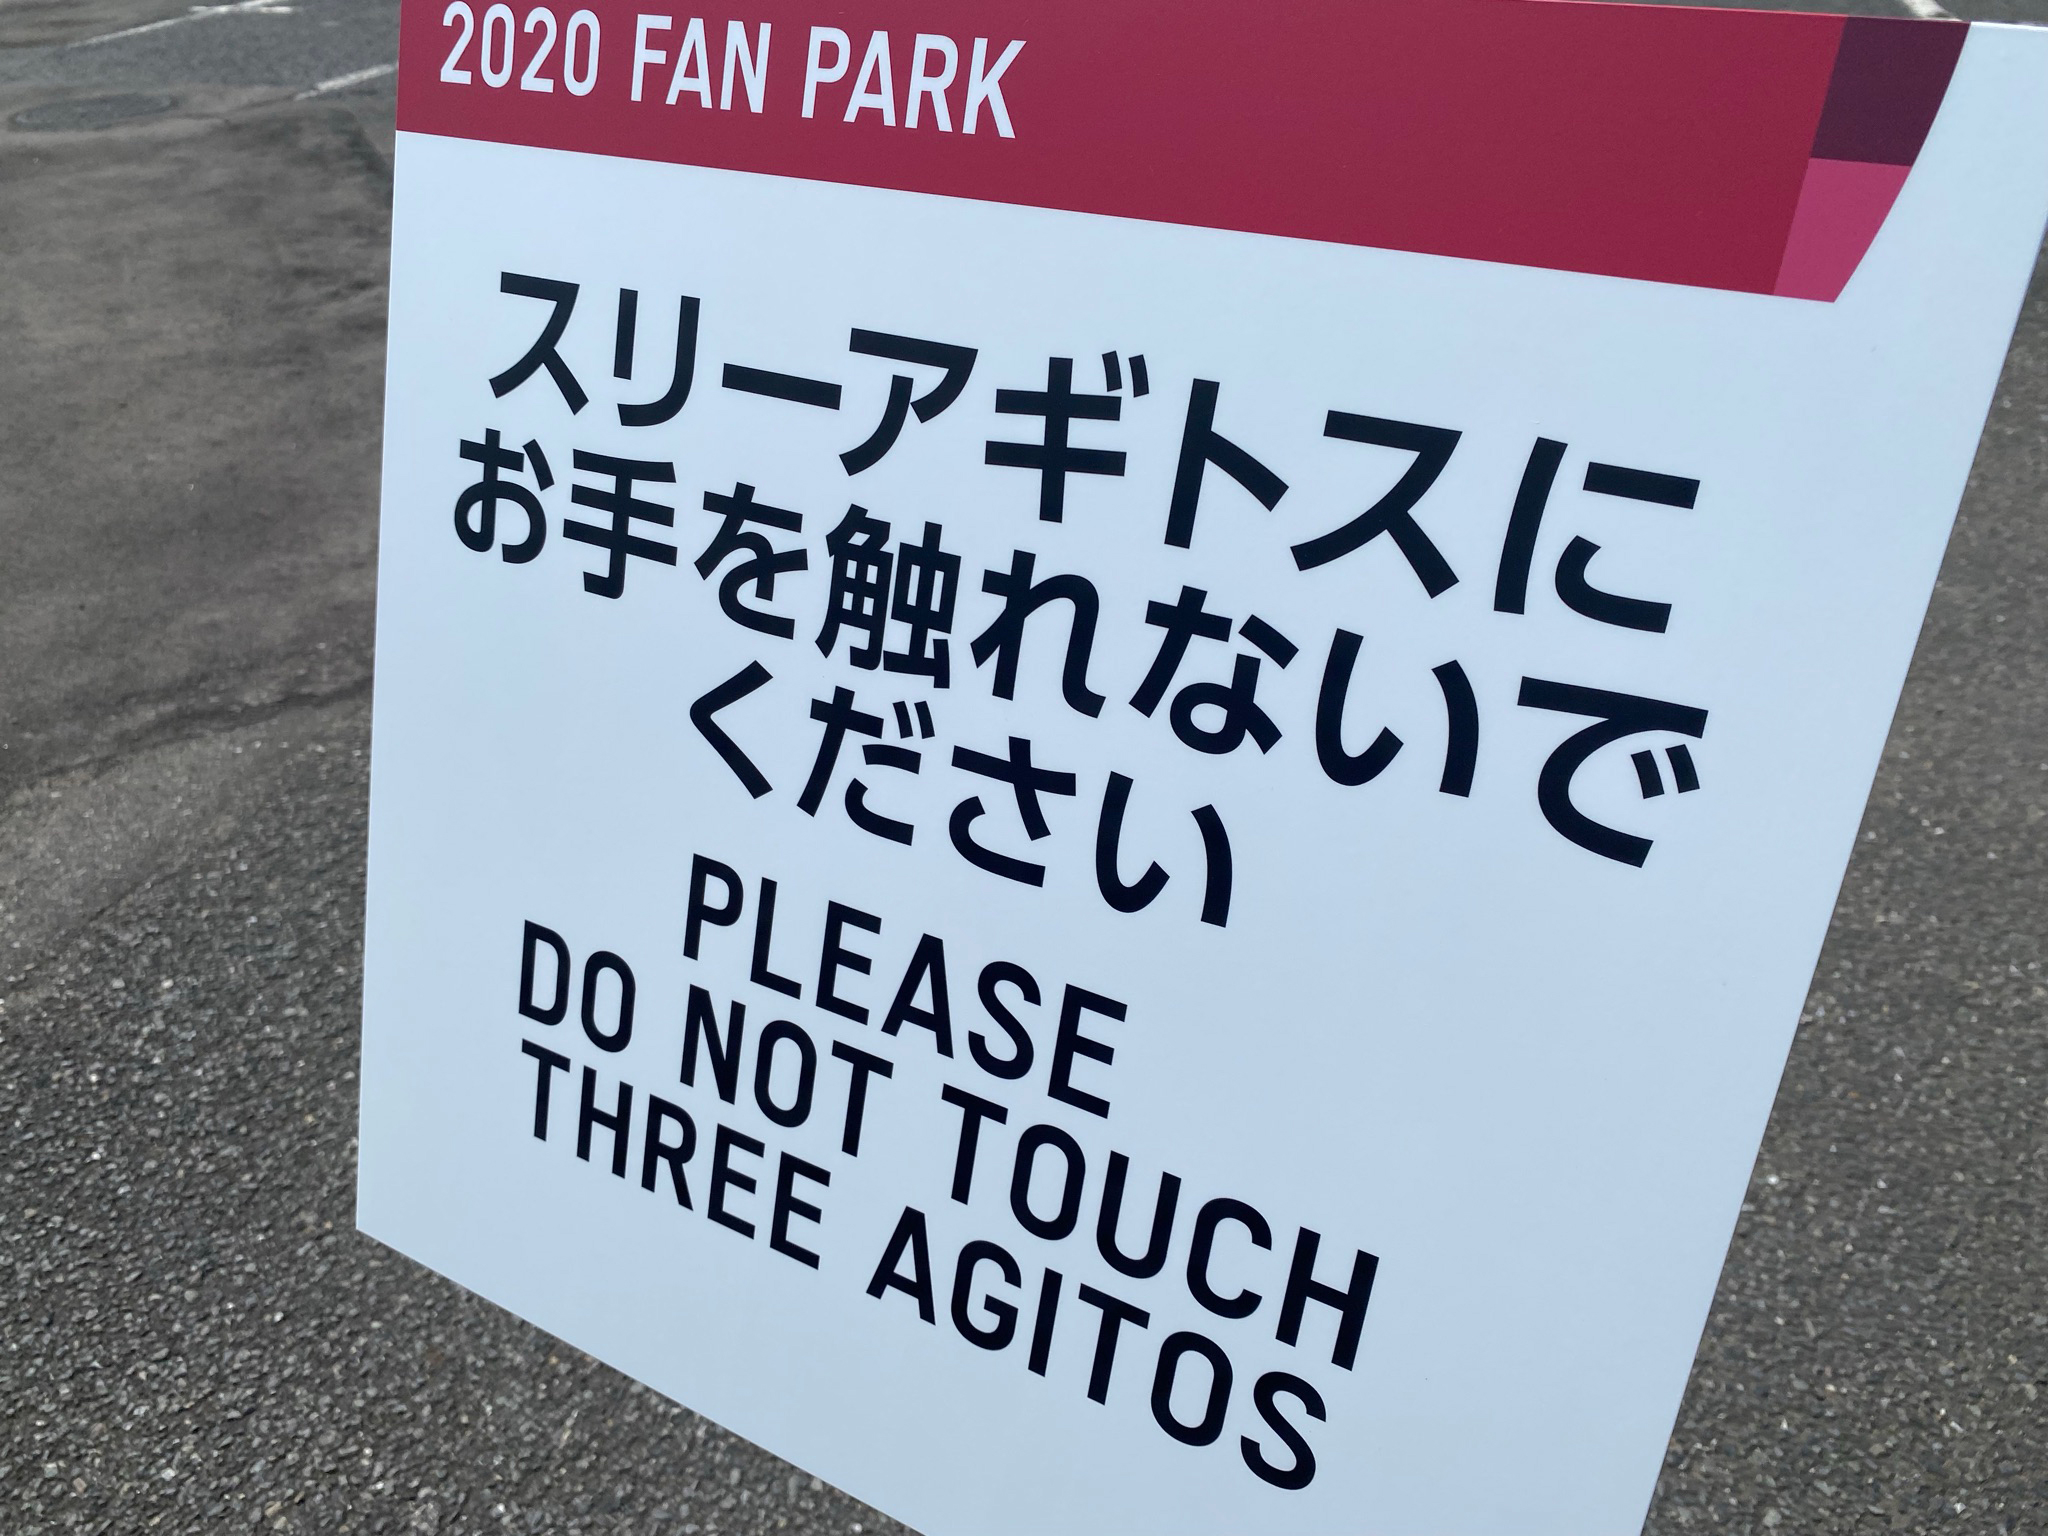 2020 FAN PARK
スリーアギトスに
お手を触れないで
ください
PLEASE
DO NOT TOUCH
THREE AGITOS